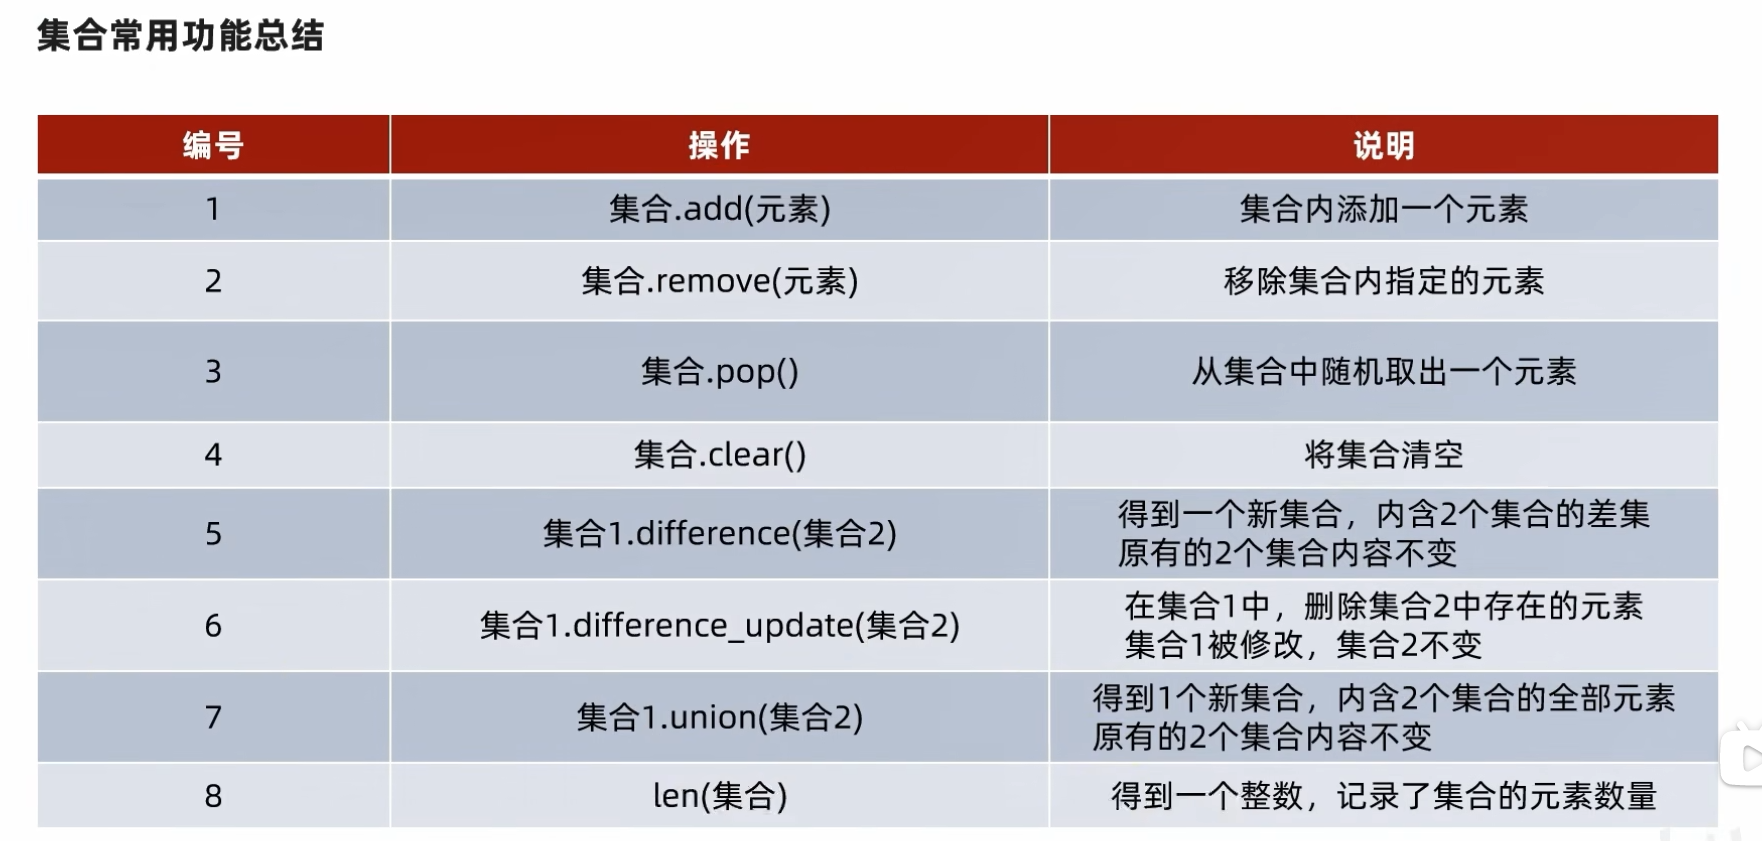 集合常用功能总结
编号 操作 说明
1 集合.add(元素) 集合内添加一个元素
2 集合.remove(元素) 移除集合内指定的元素
3 集合.pop() 从集合中随机取出一个元素
4 集合.clear() 将集合清空
5 集合1.difference(集合2) 得到一个新集合，内含2个集合的差集
原有的2个集合内容不变
6 集合1.difference_update(集合2) 在集合1中，删除集合2中存在的元素
集合1被修改，集合2不变
7 集合1.union(集合2) 得到1个新集合，内含2个集合的全部元素
原有的2个集合内容不变
8 len(集合) 得到一个整数，记录了集合的元素数量